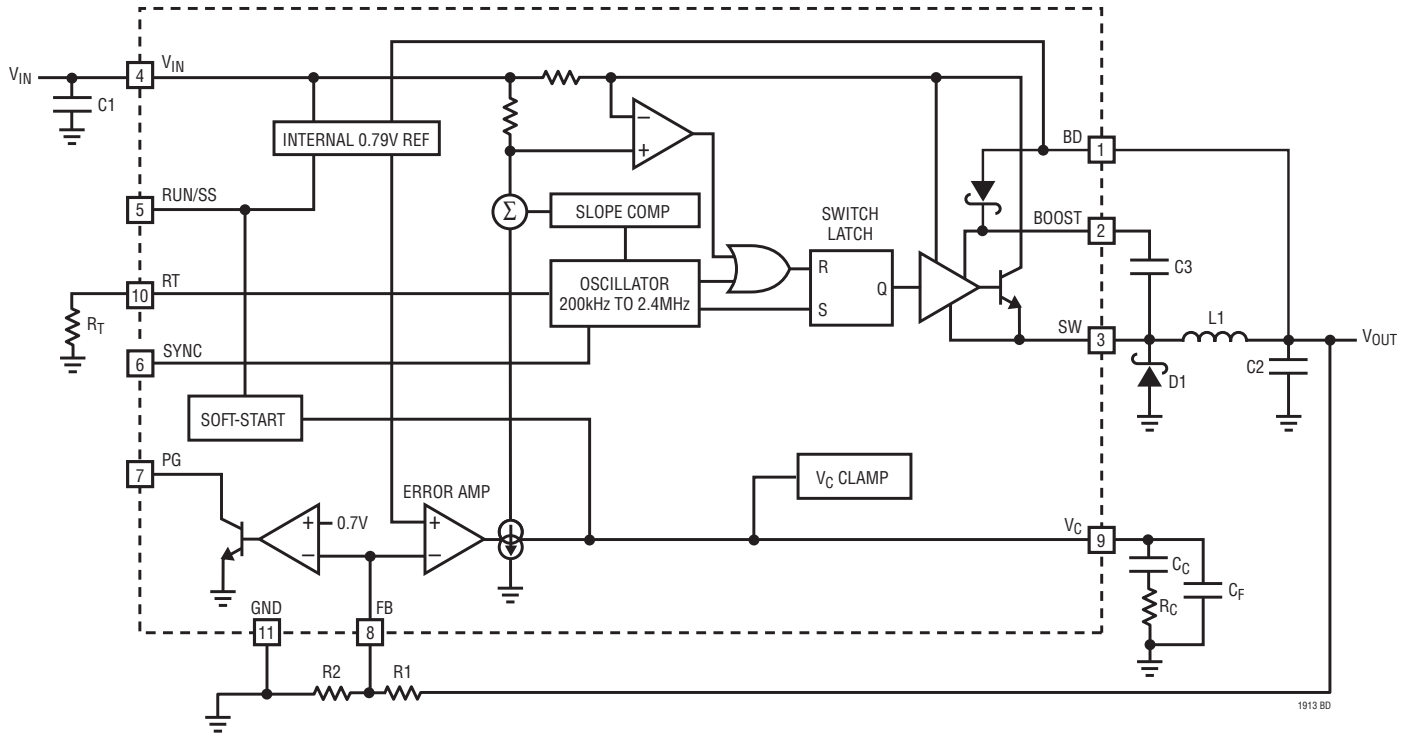 VIN
4
VIN
C1
INTERNAL 0.79V REF
−
+
BD
1
5
RUN/SS
Σ
SLOPE COMP
SWITCH
LATCH
BOOST
2
C3
10
RT
RT
OSCILLATOR
200kHz TO 2.4MHz
R
Q
S
SW
3
L1
VOUT
C2
D1
6
SYNC
SOFT-START
7
PG
+
0.7V
−
ERROR AMP
+
−
VC CLAMP
VC
9
CC
RC
CF
GND
11
FB
8
R2
R1
1913 BD